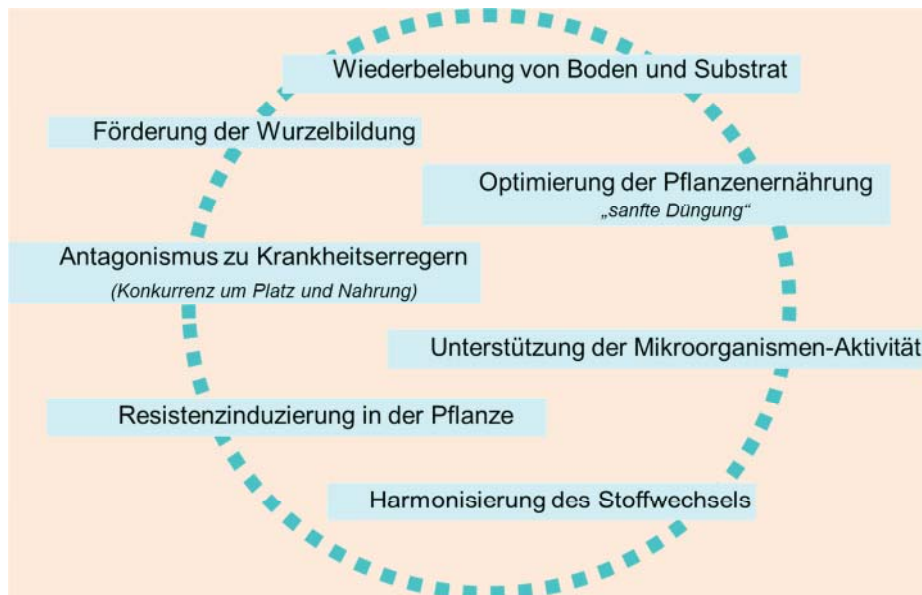 Wiederbelebung von Boden und Substrat
Förderung der Wurzelbildung
Optimierung der Pflanzenernährung
„sanfte Düngung“
Antagonismus zu Krankheitserregern
(Konkurrenz um Platz und Nahrung)
Unterstützung der Mikroorganismen-Aktivität
Resistenzinduzierung in der Pflanze
Harmonisierung des Stoffwechsels